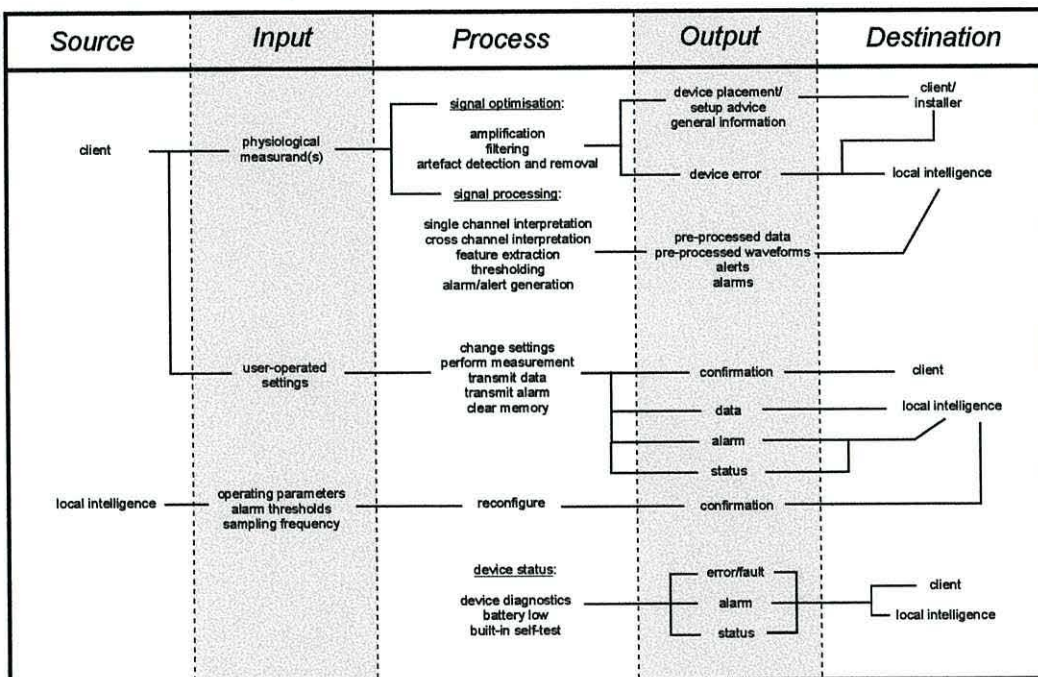 Source
Input
Process
Output
Destination
client
physiological
measurand(s)
signal optimisation:
amplification
filtering
artefact detection and removal
signal processing:
single channel interpretation
cross channel interpretation
feature extraction
thresholding
alarm/alert generation
device placement/
setup advice
general information
device error
pre-processed data
pre-processed waveforms
alerts
alarms
client/
installer
local intelligence
user-operated
settings
change settings
perform measurement
transmit data
transmit alarm
clear memory
confirmation
data
alarm
status
client
local intelligence
local intelligence
operating parameters
alarm thresholds
sampling frequency
reconfigure
confirmation
device status:
device diagnostics
battery low
built-in self-test
error/fault
alarm
status
client
local intelligence